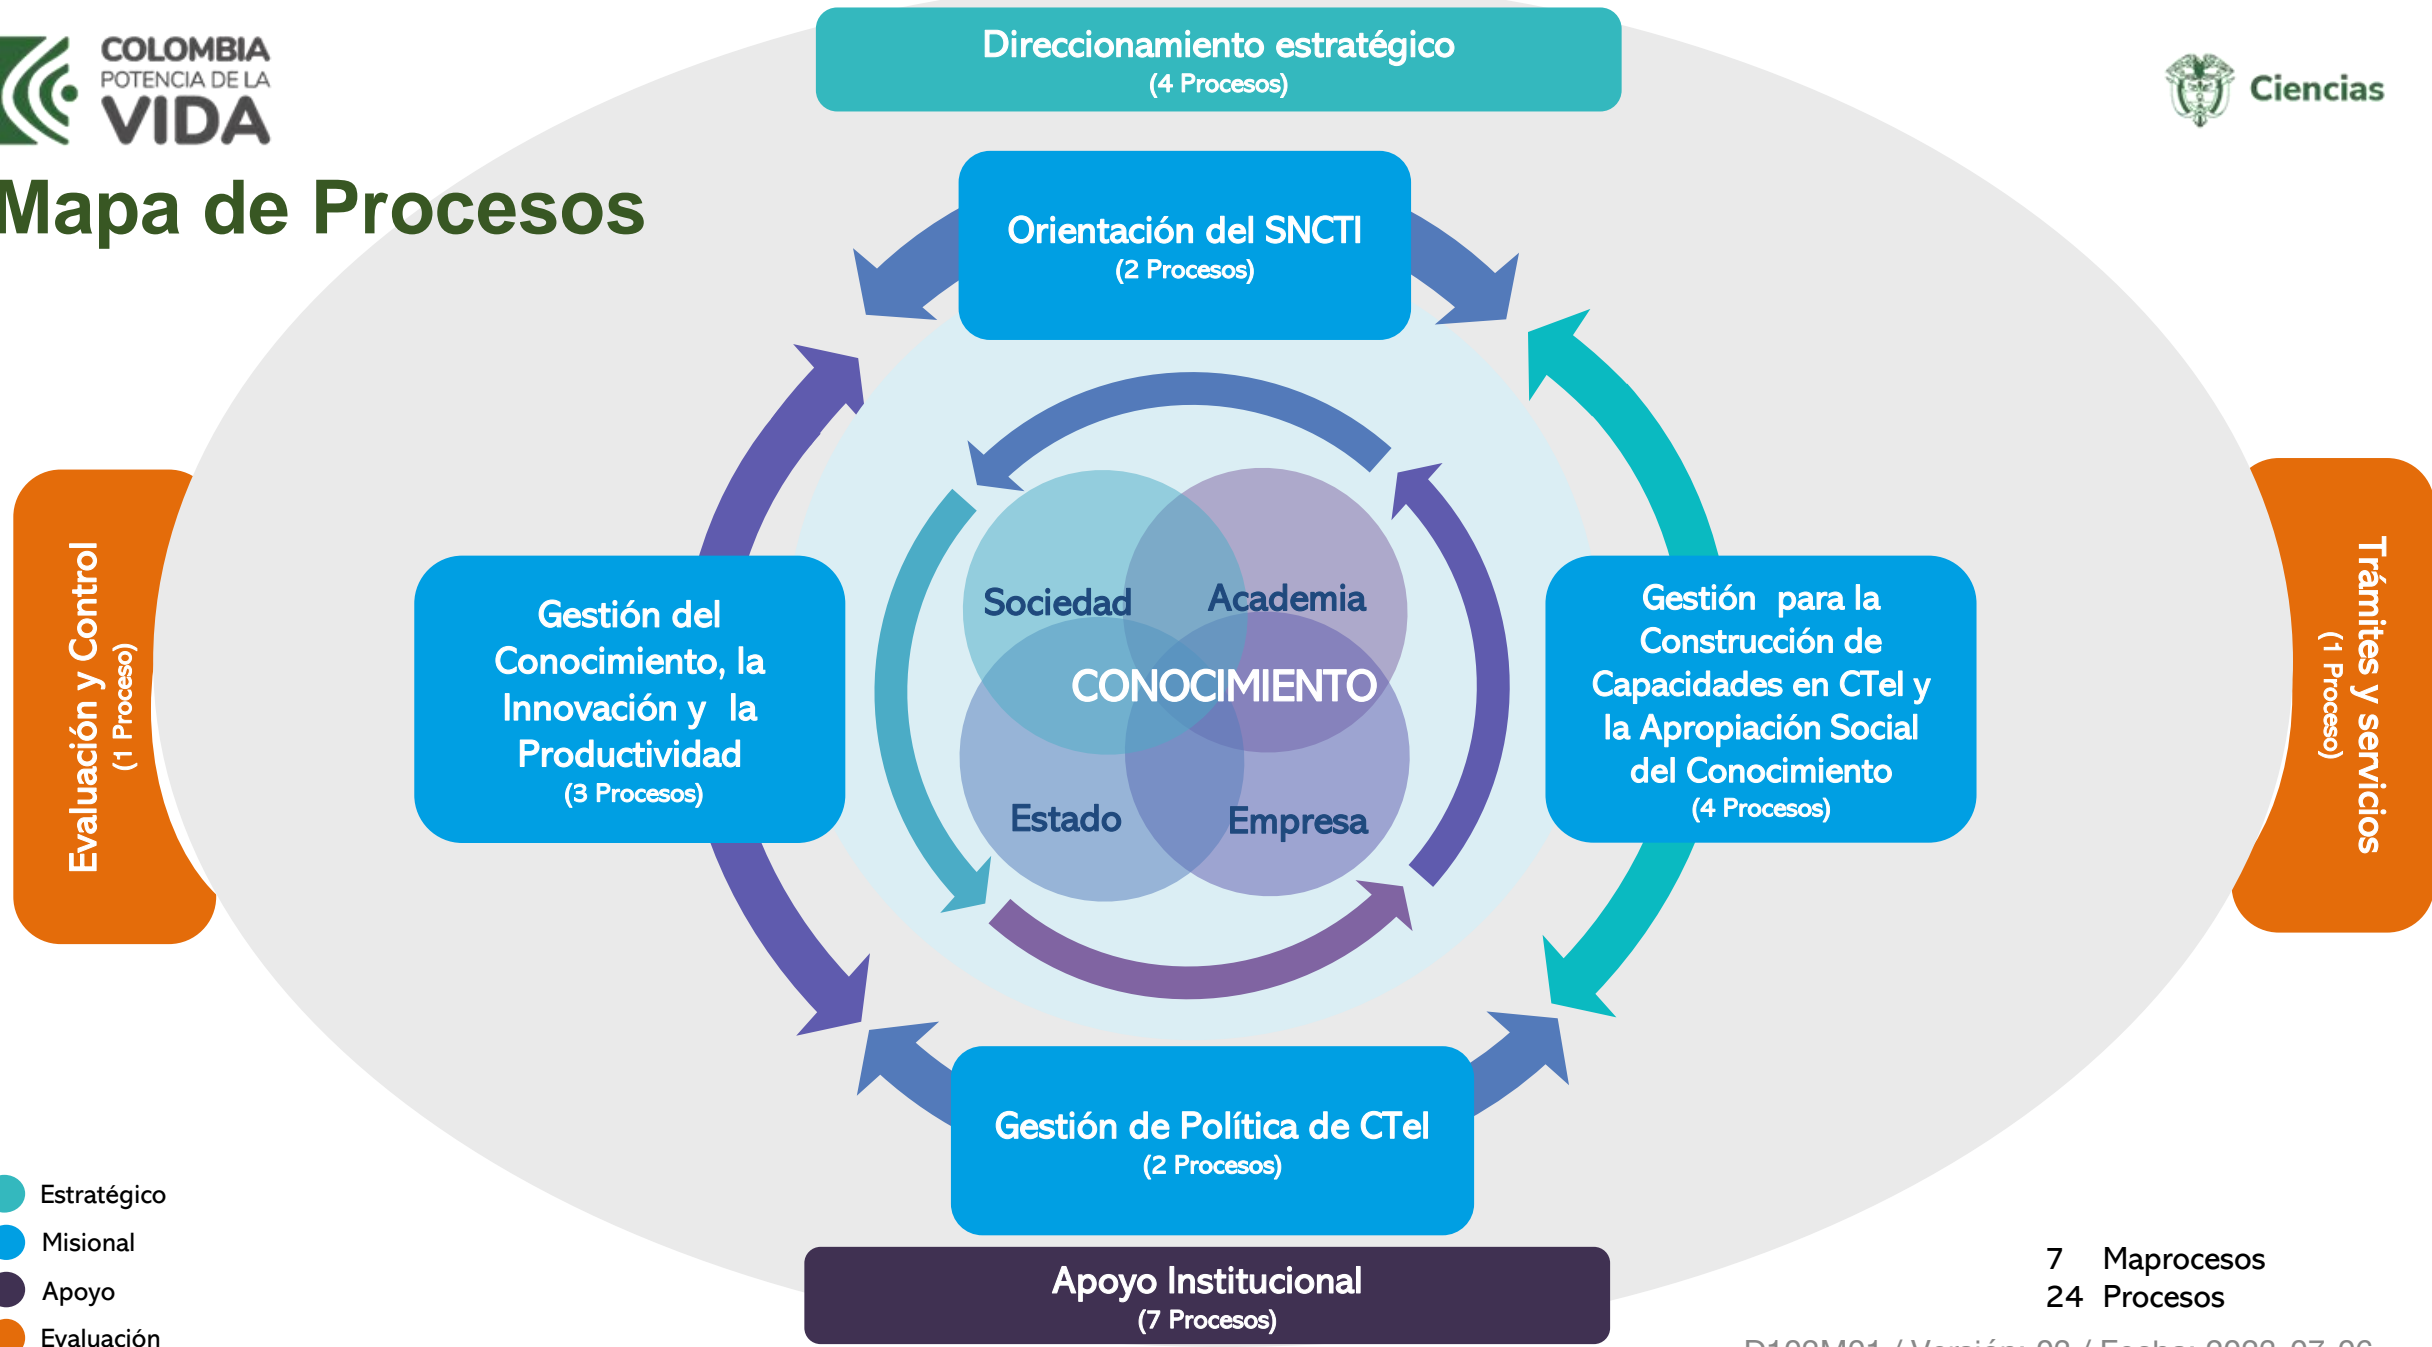 COLOMBIA
POTENCIA DE LA
VIDA
Ciencias
Mapa de Procesos
Direccionamiento estratégico
(4 Procesos)
Orientación del SNCTI
(2 Procesos)
Evaluación y Control
(1 Proceso)
Gestión del
Conocimiento, la
Innovación y la
Productividad
(3 Procesos)
Sociedad
Academia
CONOCIMIENTO
Estado
Empresa
Gestión para la
Construcción de
Capacidades en CTeI y
la Apropiación Social
del Conocimiento
(4 Procesos)
Trámites y servicios
(1 Proceso)
Gestión de Política de CTeI
(2 Procesos)
Apoyo Institucional
(7 Procesos)
Estratégico
Misional
Apoyo
Evaluación
7 Maprocesos
24 Procesos